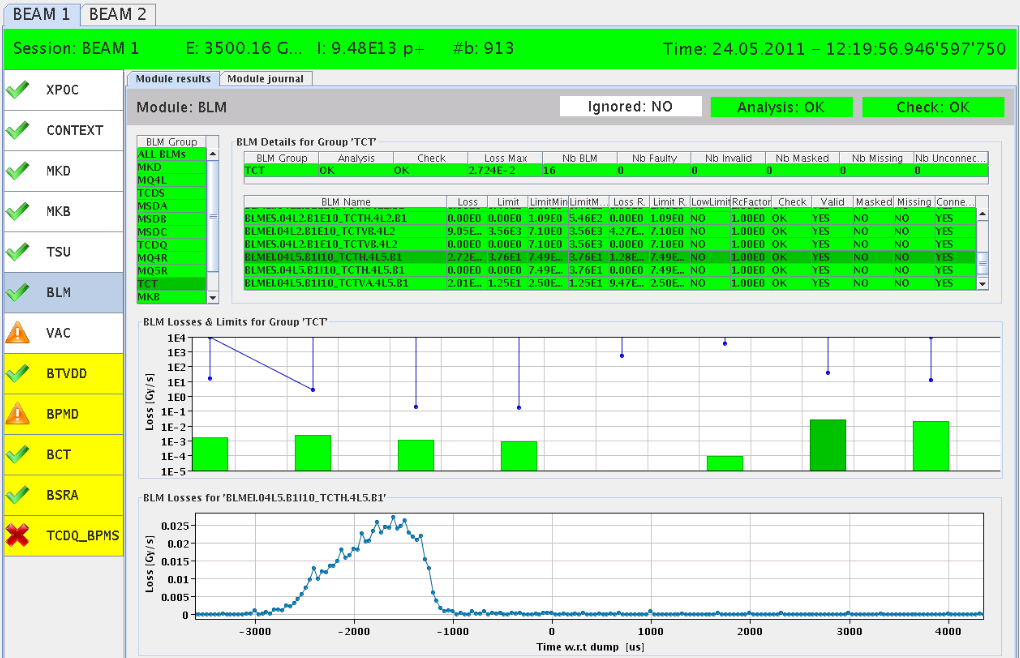 BEAM 1 BEAM 2
Session: BEAM 1 E: 3500.16 G... I: 9.48E13 p+ #b: 913 Time: 24.05.2011 - 12:19:56.946'597'750
XPOC
CONTEXT
MKD
MKB
TSU
BLM
VAC
BTVDD
BPMD
BCT
BSRA
TCDQ_BPMS
Module results Module journal
Module: BLM Ignored: NO Analysis: OK Check: OK
BLM Group
ALL BLMs
MKD
MQ4L
TCDS
MSDA
MSDB
MSDC
TCDQ
MQ4R
MQ5R
TCT
MKB
BLM Details for Group 'TCT'
BLM Group Analysis Check Loss Max Nb BLM Nb Faulty Nb Invalid Nb Masked Nb Missing Nb Unconnec...
TCT OK OK 2.724E-2 16 0 0 0 0 0
BLM Name Loss Limit LimitMin LimitM... Loss R. Limit R. LowLimit RcFactor Check Valid Masked Missing Conne...
BLMES.04L2.B1E10_TCTH.4L2.B1 0.00E0 0.00E0 1.09E0 5.46E2 0.00E0 1.09E0 NO 1.00E0 OK YES NO NO YES
BLMEI.04L2.B1E10_TCTVB.4L2 9.05E... 3.56E3 7.10E0 3.56E3 4.27E... 7.10E0 NO 1.00E0 OK YES NO NO YES
BLMES.04L2.B1E10_TCTVB.4L2 0.00E0 0.00E0 7.10E0 3.56E3 0.00E0 7.10E0 NO 1.00E0 OK YES NO NO YES
BLMEI.04L5.B1I10_TCTH.4L5.B1 2.72E... 3.76E1 7.49E... 3.76E1 1.28E... 7.49E... NO 1.00E0 OK YES NO NO YES
BLMES.04L5.B1I10_TCTH.4L5.B1 0.00E0 0.00E0 7.49E... 3.76E1 0.00E0 7.49E... NO 1.00E0 OK YES NO NO YES
BLMEI.04L5.B1I10_TCTVA.4L5.B1 2.01E... 1.25E1 2.50E... 1.25E1 9.47E... 2.50E... NO 1.00E0 OK YES NO NO YES
BLM Losses & Limits for Group 'TCT'
Loss [Gy/s]
1E4
1E3
1E2
1E1
1E0
1E-1
1E-2
1E-3
1E-4
1E-5
BLM Losses for 'BLMEI.04L5.B1I10_TCTH.4L5.B1'
Loss [Gy/s]
0.025
0.02
0.015
0.01
0.005
0
-3000 -2000 -1000 0 1000 2000 3000 4000
Time w.r.t dump [us]